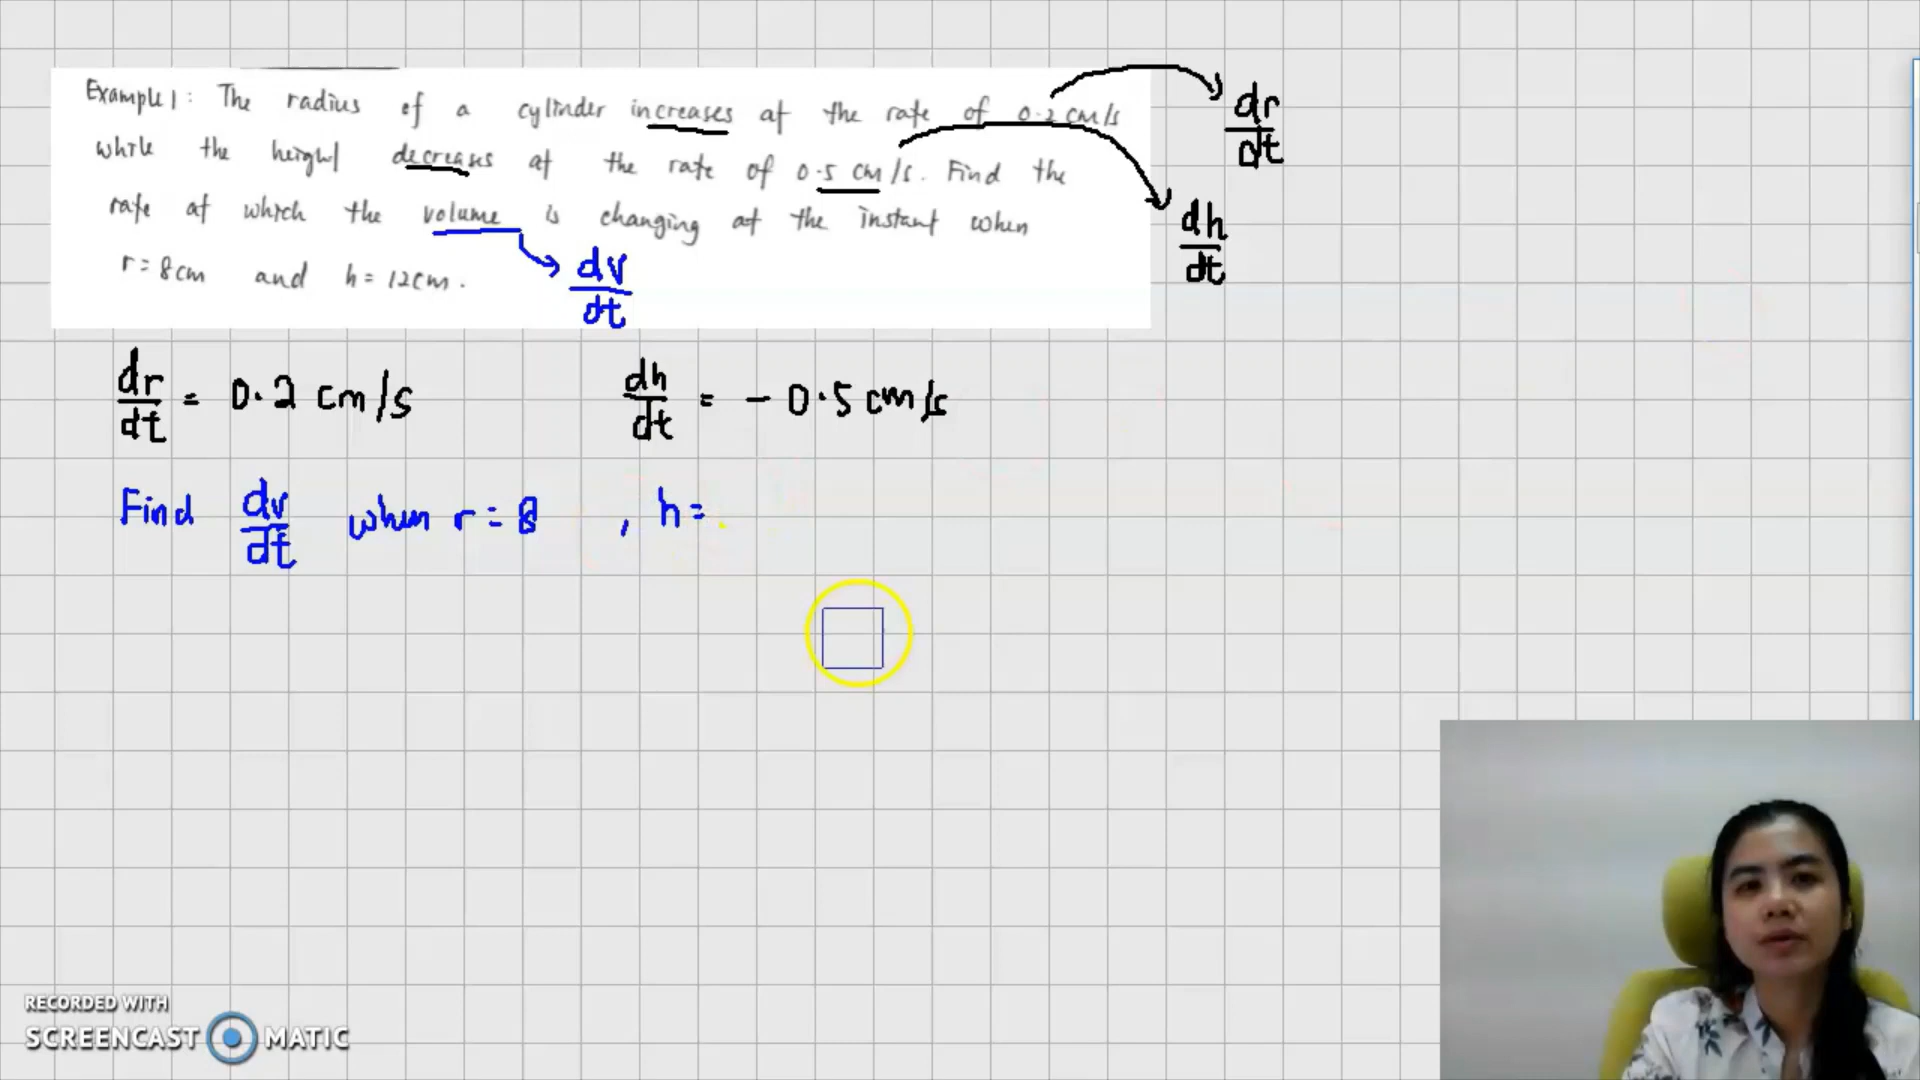 Example 1: The radius of a cylinder increases at the rate of 0.2 cm/s
while the height decreases at the rate of 0.5 cm/s. Find the
rate at which the volume is changing at the instant when
r = 8cm and h = 12cm.
dr/dt
dh/dt
dv/dt
dr/dt = 0.2 cm/s dh/dt = - 0.5 cm/s
Find dv/dt when r = 8 , h =
RECORDED WITH
SCREENCAST MATIC